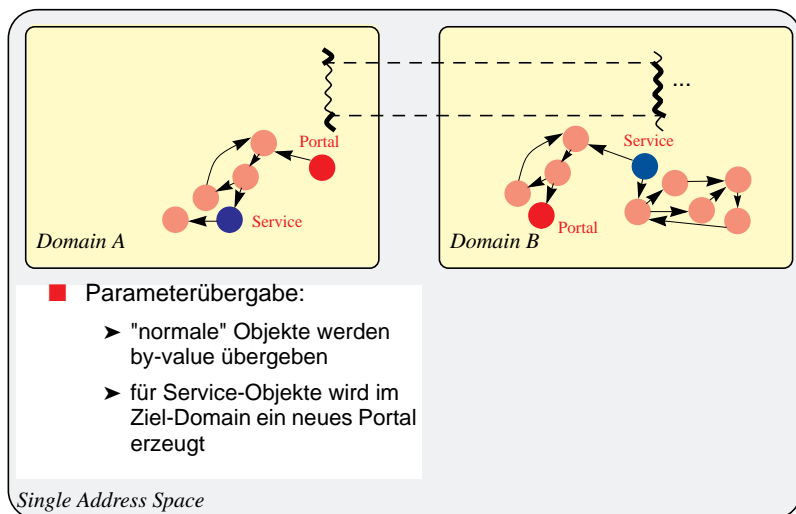 ...
Portal
Service
Domain A
Service
Portal
Domain B
Parameterübergabe:
"normale" Objekte werden
by-value übergeben
für Service-Objekte wird im
Ziel-Domain ein neues Portal
erzeugt
Single Address Space